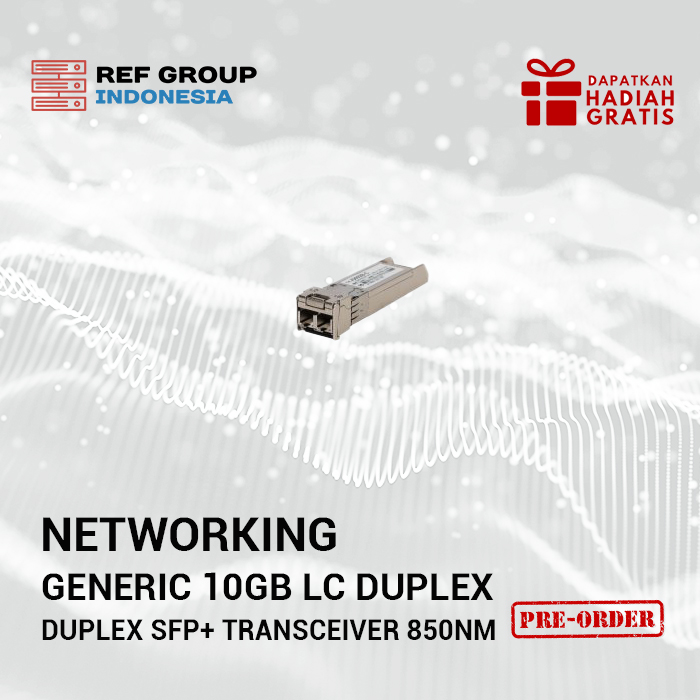 REF GROUP
INDONESIA
DAPATKAN
HADIAH
GRATIS
NETWORKING
GENERIC 10GB LC DUPLEX
DUPLEX SFP+ TRANSCEIVER 850NM
PRE-ORDER